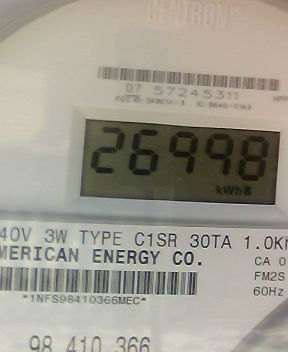 CENTRON®
07 57245311
26998
kWh
40V 3W TYPE C1SR 30TA 1.0K
MERICAN ENERGY CO.
CA 0
FM2S
60Hz
*1NFS98410366MEC*
98 410 366